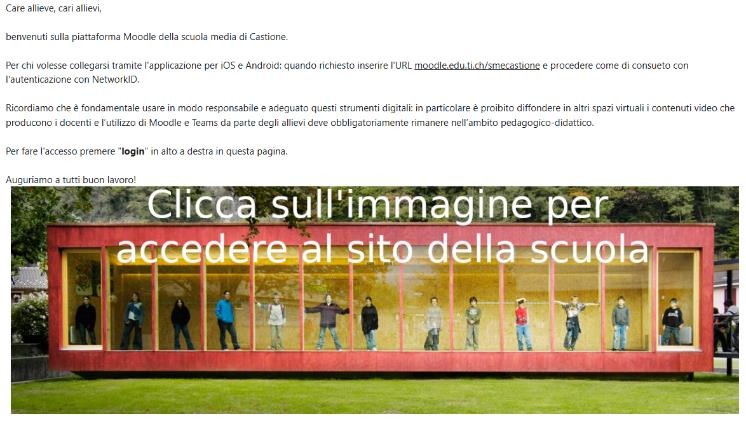 Care allieve, cari allievi,
benvenuti sulla piattaforma Moodle della scuola media di Castione.
Per chi volesse collegarsi tramite l'applicazione per iOS e Android: quando richiesto inserire l'URL moodle.edu.ti.ch/smecastione e procedere come di consueto con
l'autenticazione con NetworkID.
Ricordiamo che è fondamentale usare in modo responsabile e adeguato questi strumenti digitali: in particolare è proibito diffondere in altri spazi virtuali i contenuti video che
producono i docenti e l'utilizzo di Moodle e Teams da parte degli allievi deve obbligatoriamente rimanere nell'ambito pedagogico-didattico.
Per fare l'accesso premere "login" in alto a destra in questa pagina.
Auguriamo a tutti buon lavoro!
Clicca sull'immagine per
accedere al sito della scuola